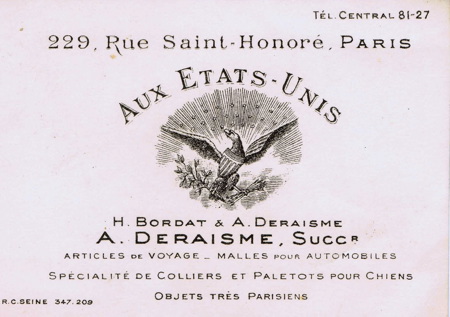 TÉL. CENTRAL 81-27
229, RUE SAINT-HONORÉ, PARIS
AUX ETATS-UNIS
H. BORDAT & A. DERAISME
A. DERAISME, SUCCR
ARTICLES DE VOYAGE _ MALLES POUR AUTOMOBILES
SPÉCIALITÉ DE COLLIERS ET PALETOTS POUR CHIENS
OBJETS TRÈS PARISIENS
R.C. SEINE 347.209